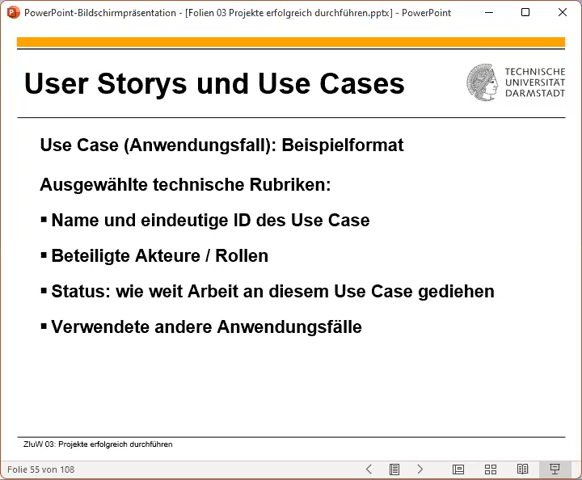 PowerPoint-Bildschirmpräsentation - [Folien 03 Projekte erfolgreich durchführen.pptx] - PowerPoint
User Storys und Use Cases
TECHNISCHE
UNIVERSITÄT
DARMSTADT
Use Case (Anwendungsfall): Beispielformat
Ausgewählte technische Rubriken:
▪ Name und eindeutige ID des Use Case
▪ Beteiligte Akteure / Rollen
▪ Status: wie weit Arbeit an diesem Use Case gediehen
▪ Verwendete andere Anwendungsfälle
ZIuW 03: Projekte erfolgreich durchführen
Folie 55 von 108